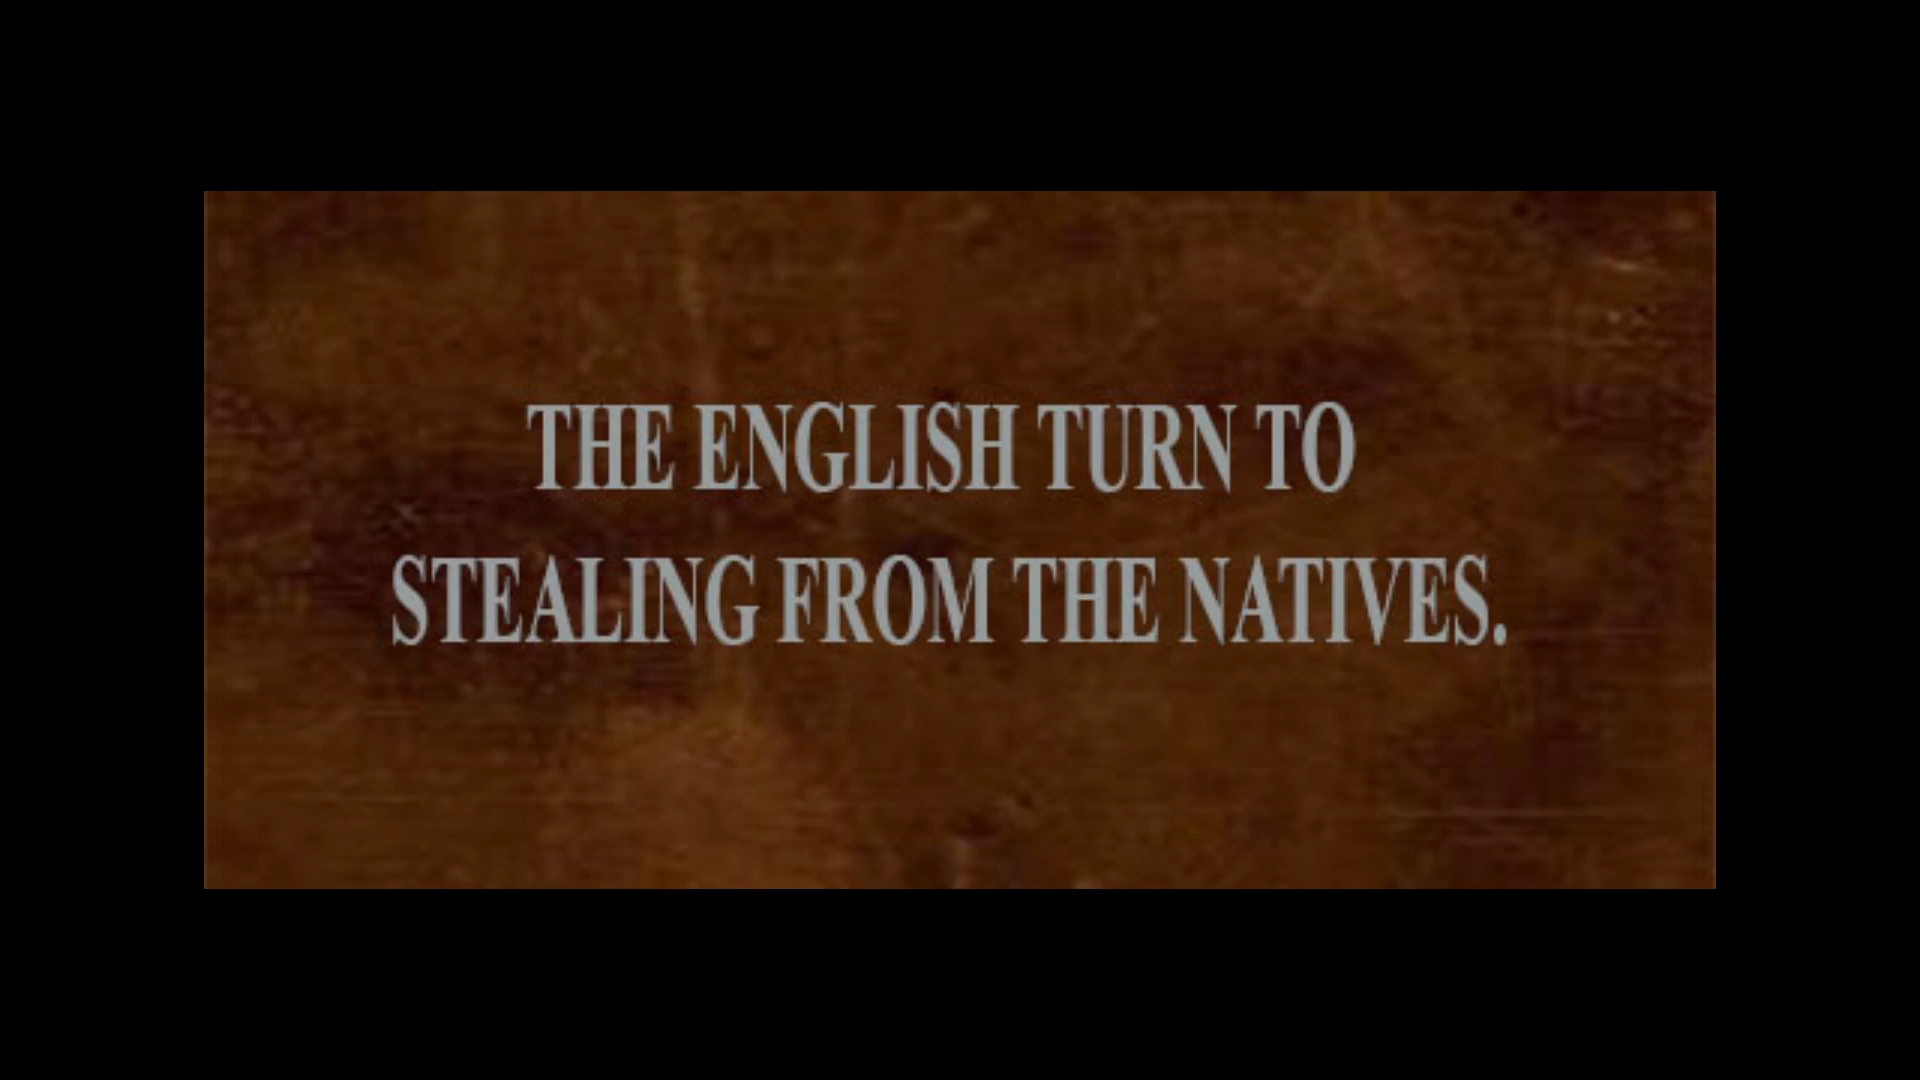 THE ENGLISH TURN TO
STEALING FROM THE NATIVES.